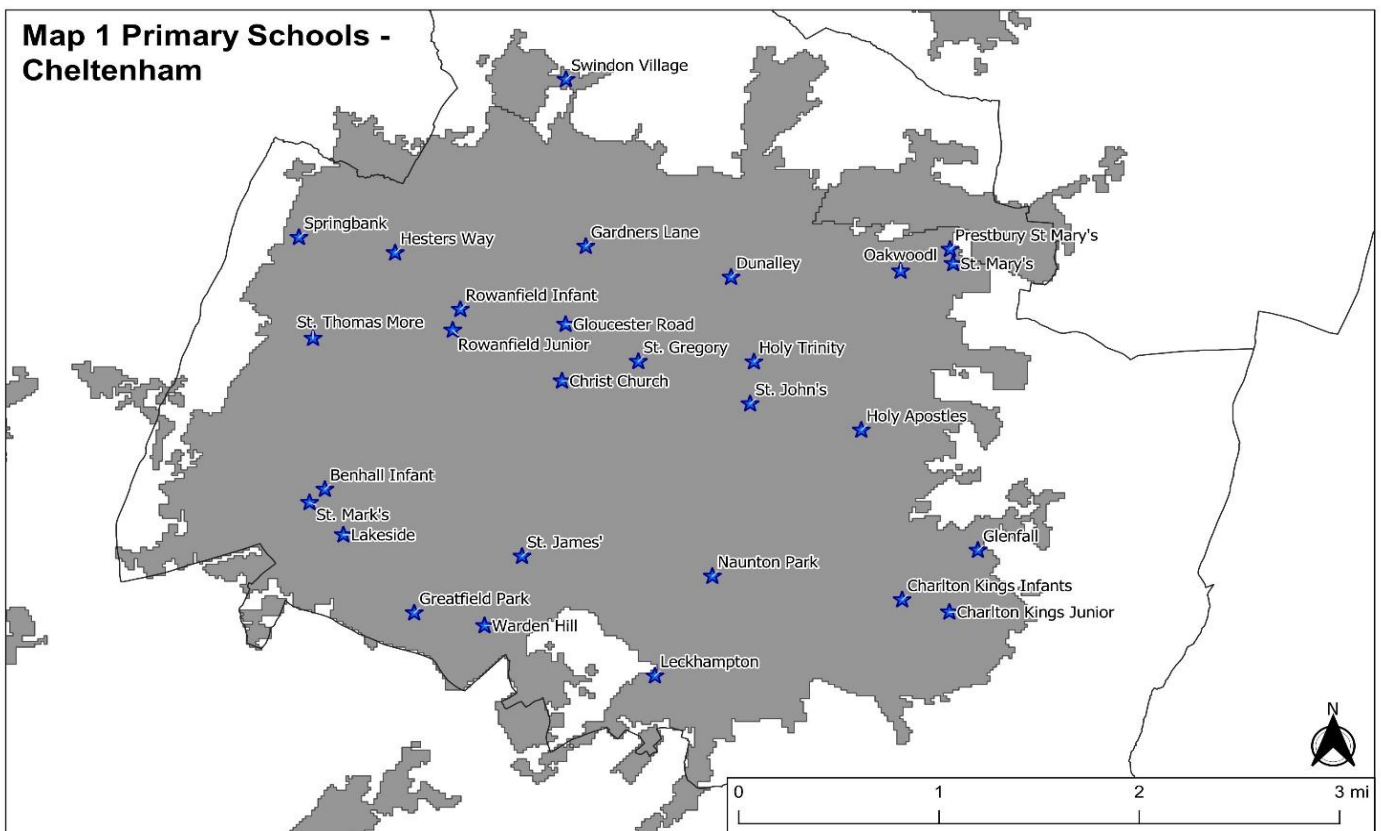 Map 1 Primary Schools -
Cheltenham
Swindon Village
Springbank
Hesters Way
Gardners Lane
Prestbury St Mary's
Oakwoodl
St. Mary's
Dunalley
Rowanfield Infant
St. Thomas More
Gloucester Road
Rowanfield Junior
St. Gregory
Holy Trinity
Christ Church
St. John's
Holy Apostles
Benhall Infant
St. Mark's
Lakeside
St. James'
Glenfall
Naunton Park
Charlton Kings Infants
Greatfield Park
Charlton Kings Junior
Warden Hill
Leckhampton
N
0 1 2 3 mi